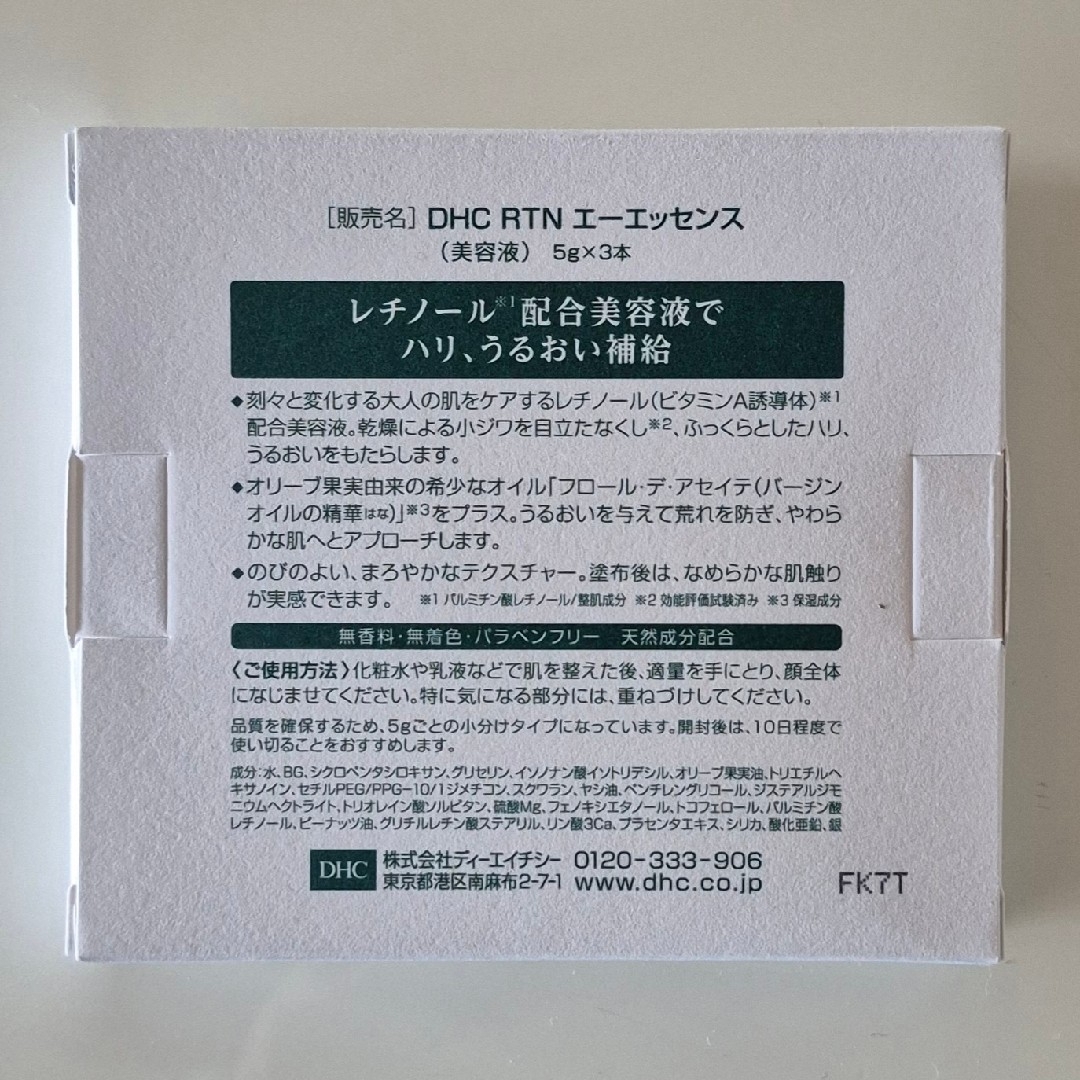 ［販売名］ DHC RTN エーエッセンス
（美容液） 5g×3本
レチノール※1配合美容液で
ハリ、うるおい補給
◆刻々と変化する大人の肌をケアするレチノール（ビタミンA誘導体）※1
配合美容液。乾燥による小ジワを目立たなくし※2、ふっくらとしたハリ、
うるおいをもたらします。
◆オリーブ果実由来の希少なオイル「フロール・デ・アセイテ（バージン
オイルの精華はな）」※3をプラス。うるおいを与えて荒れを防ぎ、やわら
かな肌へとアプローチします。
◆のびのよい、まろやかなテクスチャー。塗布後は、なめらかな肌触り
が実感できます。 ※1 パルミチン酸レチノール/整肌成分 ※2 効能評価試験済み ※3 保湿成分
無香料・無着色・パラベンフリー 天然成分配合
〈ご使用方法〉化粧水や乳液などで肌を整えた後、適量を手にとり、顔全体
になじませてください。特に気になる部分には、重ねづけしてください。
品質を確保するため、5gごとの小分けタイプになっています。開封後は、10日程度で
使い切ることをおすすめします。
成分：水、BG、シクロペンタシロキサン、グリセリン、イソノナン酸イソトリデシル、オリーブ果実油、トリエチルヘ
キサノイン、セチルPEG/PPG-10/1ジメチコン、スクワラン、ヤシ油、ペンチレングリコール、ジステアルジモ
ニウムヘクトライト、トリオレイン酸ソルビタン、硫酸Mg、フェノキシエタノール、トコフェロール、パルミチン酸
レチノール、ピーナッツ油、グリチルレチン酸ステアリル、リン酸3Ca、プラセンタエキス、シリカ、酸化亜鉛、銀
DHC 株式会社ディーエイチシー 0120-333-906
東京都港区南麻布2-7-1 www.dhc.co.jp
FK7T